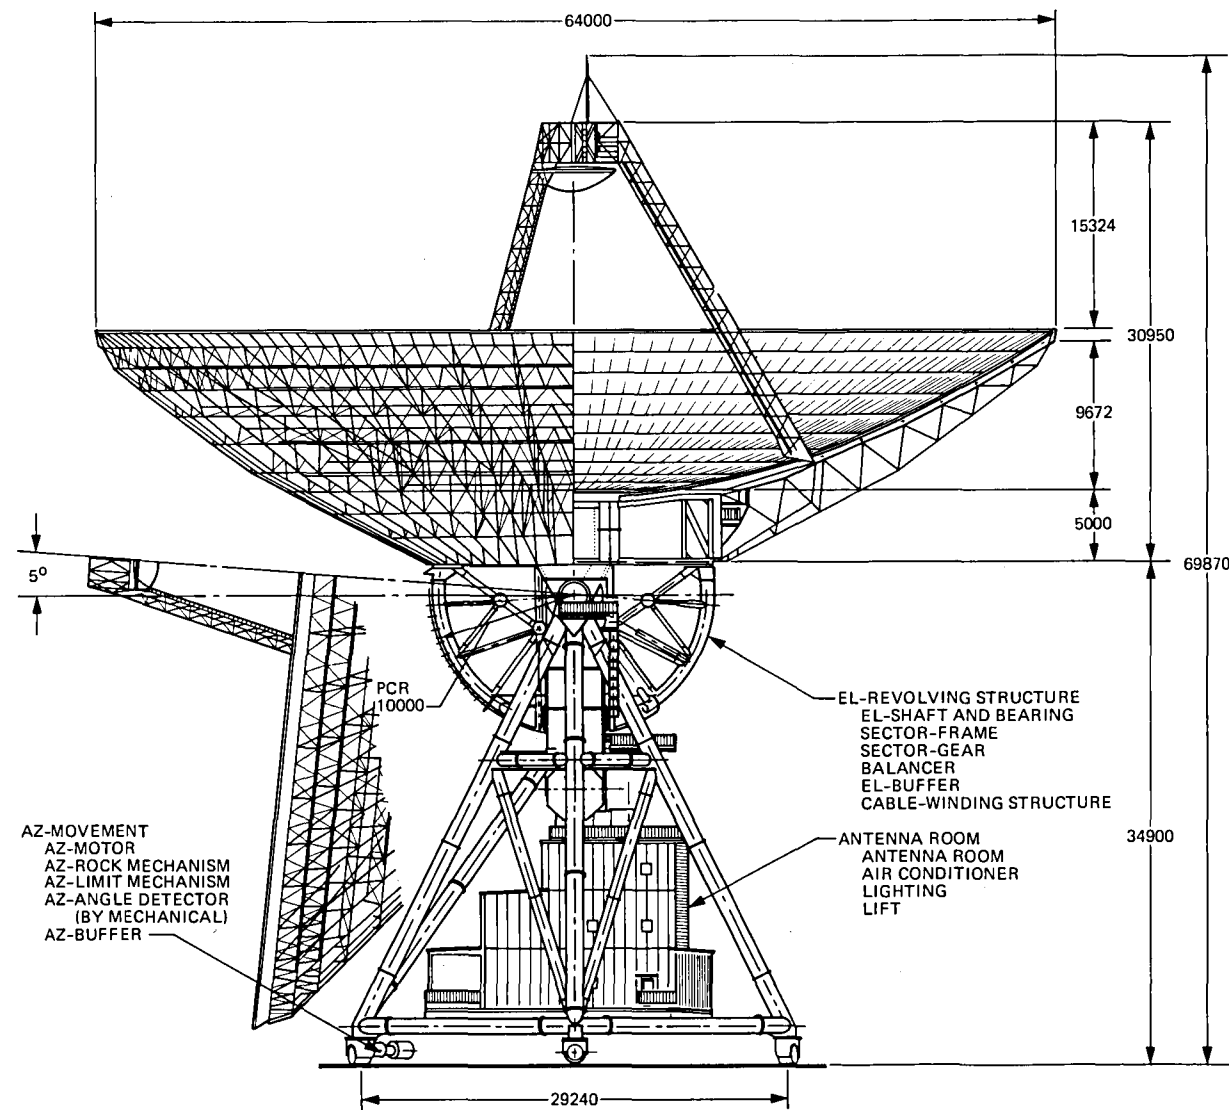 64000
15324
30950
9672
5000
69870
5°
PCR
10000
EL-REVOLVING STRUCTURE
EL-SHAFT AND BEARING
SECTOR-FRAME
SECTOR-GEAR
BALANCER
EL-BUFFER
CABLE-WINDING STRUCTURE
AZ-MOVEMENT
AZ-MOTOR
AZ-ROCK MECHANISM
AZ-LIMIT MECHANISM
AZ-ANGLE DETECTOR
(BY MECHANICAL)
AZ-BUFFER
ANTENNA ROOM
ANTENNA ROOM
AIR CONDITIONER
LIGHTING
LIFT
34900
29240